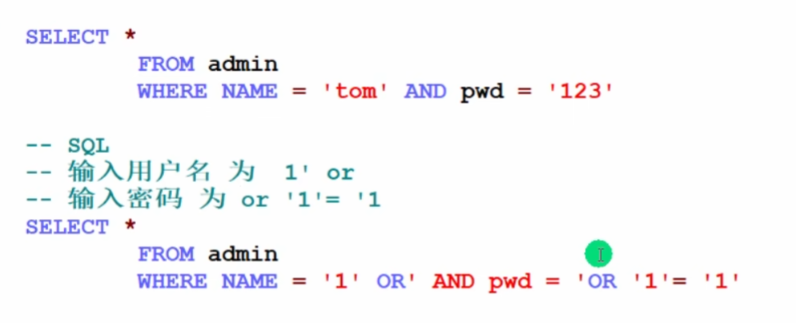 SELECT *
FROM admin
WHERE NAME = 'tom' AND pwd = '123'
-- SQL
-- 输入用户名 为 1' or
-- 输入密码 为 or '1'= '1
SELECT *
FROM admin
WHERE NAME = '1' OR' AND pwd = 'OR '1'= '1'